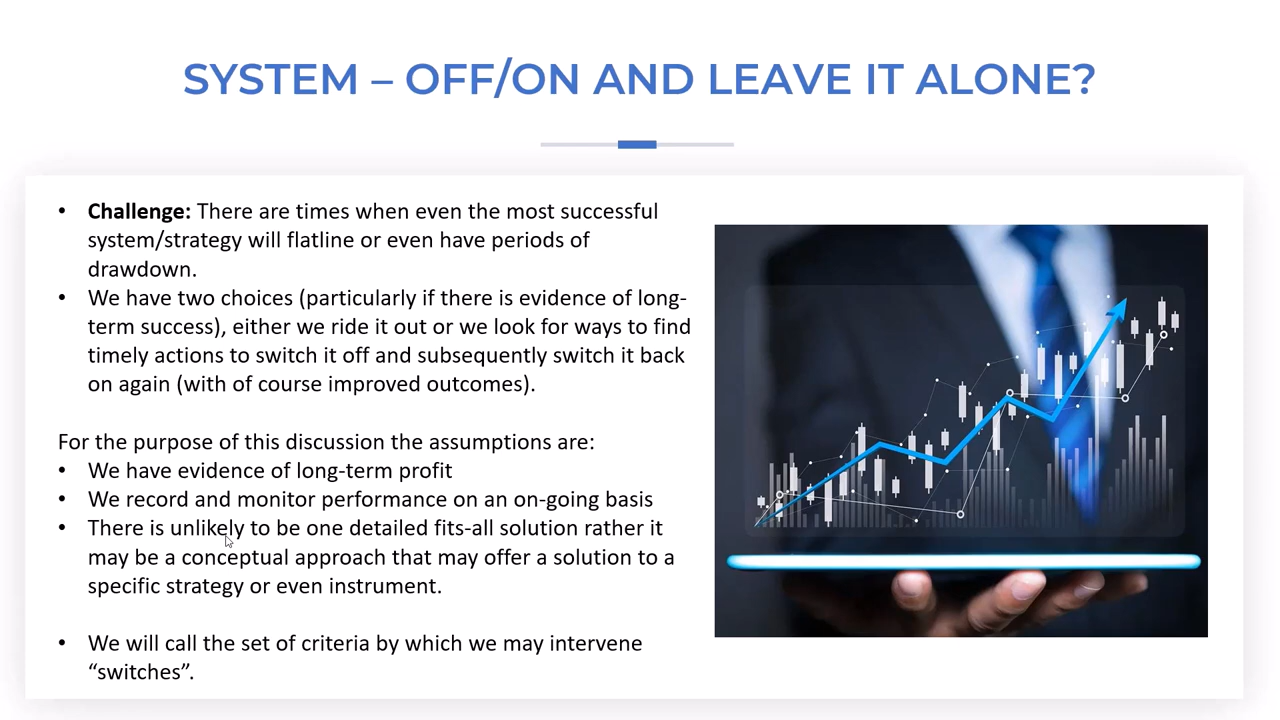 SYSTEM – OFF/ON AND LEAVE IT ALONE?
• Challenge: There are times when even the most successful
system/strategy will flatline or even have periods of
drawdown.
• We have two choices (particularly if there is evidence of long-
term success), either we ride it out or we look for ways to find
timely actions to switch it off and subsequently switch it back
on again (with of course improved outcomes).
For the purpose of this discussion the assumptions are:
• We have evidence of long-term profit
• We record and monitor performance on an on-going basis
• There is unlikely to be one detailed fits-all solution rather it
may be a conceptual approach that may offer a solution to a
specific strategy or even instrument.
• We will call the set of criteria by which we may intervene
“switches”.